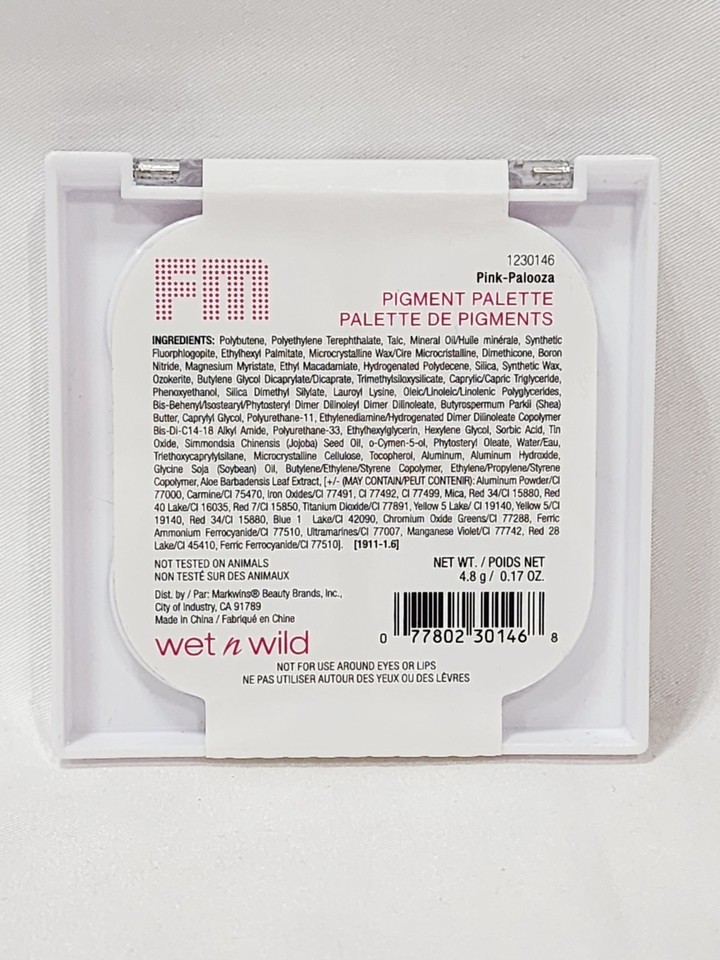 FM
1230146
Pink-Palooza
PIGMENT PALETTE
PALETTE DE PIGMENTS
INGREDIENTS: Polybutene, Polyethylene Terephthalate, Talc, Mineral Oil/Huile minérale, Synthetic
Fluorphlogopite, Ethylhexyl Palmitate, Microcrystalline Wax/Cire Microcristalline, Dimethicone, Boron
Nitride, Magnesium Myristate, Ethyl Macadamiate, Hydrogenated Polydecene, Silica, Synthetic Wax,
Ozokerite, Butylene Glycol Dicaprylate/Dicaprate, Trimethylsiloxysilicate, Caprylic/Capric Triglyceride,
Phenoxyethanol, Silica Dimethyl Silylate, Lauroyl Lysine, Oleic/Linoleic/Linolenic Polyglycerides,
Bis-Behenyl/Isostearyl/Phytosteryl Dimer Dilinoleyl Dimer Dilinoleate, Butyrospermum Parkii (Shea)
Butter, Caprylyl Glycol, Polyurethane-11, Ethylenediamine/Hydrogenated Dimer Dilinoleate Copolymer
Bis-Di-C14-18 Alkyl Amide, Polyurethane-33, Ethylhexylglycerin, Hexylene Glycol, Sorbic Acid, Tin
Oxide, Simmondsia Chinensis (Jojoba) Seed Oil, o-Cymen-5-ol, Phytosteryl Oleate, Water/Eau,
Triethoxycaprylylsilane, Microcrystalline Cellulose, Tocopherol, Aluminum, Aluminum Hydroxide,
Glycine Soja (Soybean) Oil, Butylene/Ethylene/Styrene Copolymer, Ethylene/Propylene/Styrene
Copolymer, Aloe Barbadensis Leaf Extract, [+/- (MAY CONTAIN/PEUT CONTENIR): Aluminum Powder/CI
77000, Carmine/CI 75470, Iron Oxides/CI 77491, CI 77492, CI 77499, Mica, Red 34/CI 15880, Red
40 Lake/CI 16035, Red 7/CI 15850, Titanium Dioxide/CI 77891, Yellow 5 Lake/ CI 19140, Yellow 5/CI
19140, Red 34/CI 15880, Blue 1 Lake/CI 42090, Chromium Oxide Greens/CI 77288, Ferric
Ammonium Ferrocyanide/CI 77510, Ultramarines/CI 77007, Manganese Violet/CI 77742, Red 28
Lake/CI 45410, Ferric Ferrocyanide/CI 77510]. [1911-1.6]
NOT TESTED ON ANIMALS
NON TESTÉ SUR DES ANIMAUX
NET WT. / POIDS NET
4.8 g / 0.17 OZ.
Dist. by / Par: Markwins® Beauty Brands, Inc.,
City of Industry, CA 91789
Made in China / Fabriqué en Chine
wet n wild
0 77802 30146 8
NOT FOR USE AROUND EYES OR LIPS
NE PAS UTILISER AUTOUR DES YEUX OU DES LÈVRES